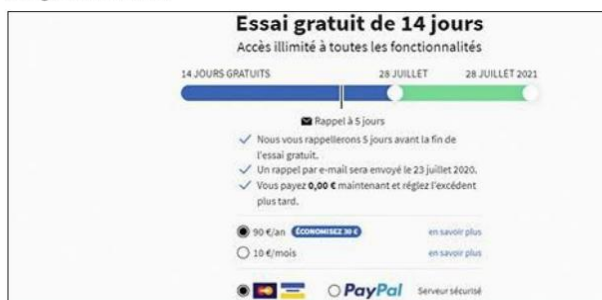 Essai gratuit de 14 jours
Accès illimité à toutes les fonctionnalités
14 JOURS GRATUITS 28 JUILLET 28 JUILLET 2021
Rappel à 5 jours
Nous vous rappellerons 5 jours avant la fin de
l'essai gratuit.
Un rappel par e-mail sera envoyé le 23 juillet 2020.
Vous payez 0,00 € maintenant et réglez l'excédent
plus tard.
90 €/an ÉCONOMISEZ 30 € en savoir plus
10 €/mois en savoir plus
PayPal Serveur sécurisé